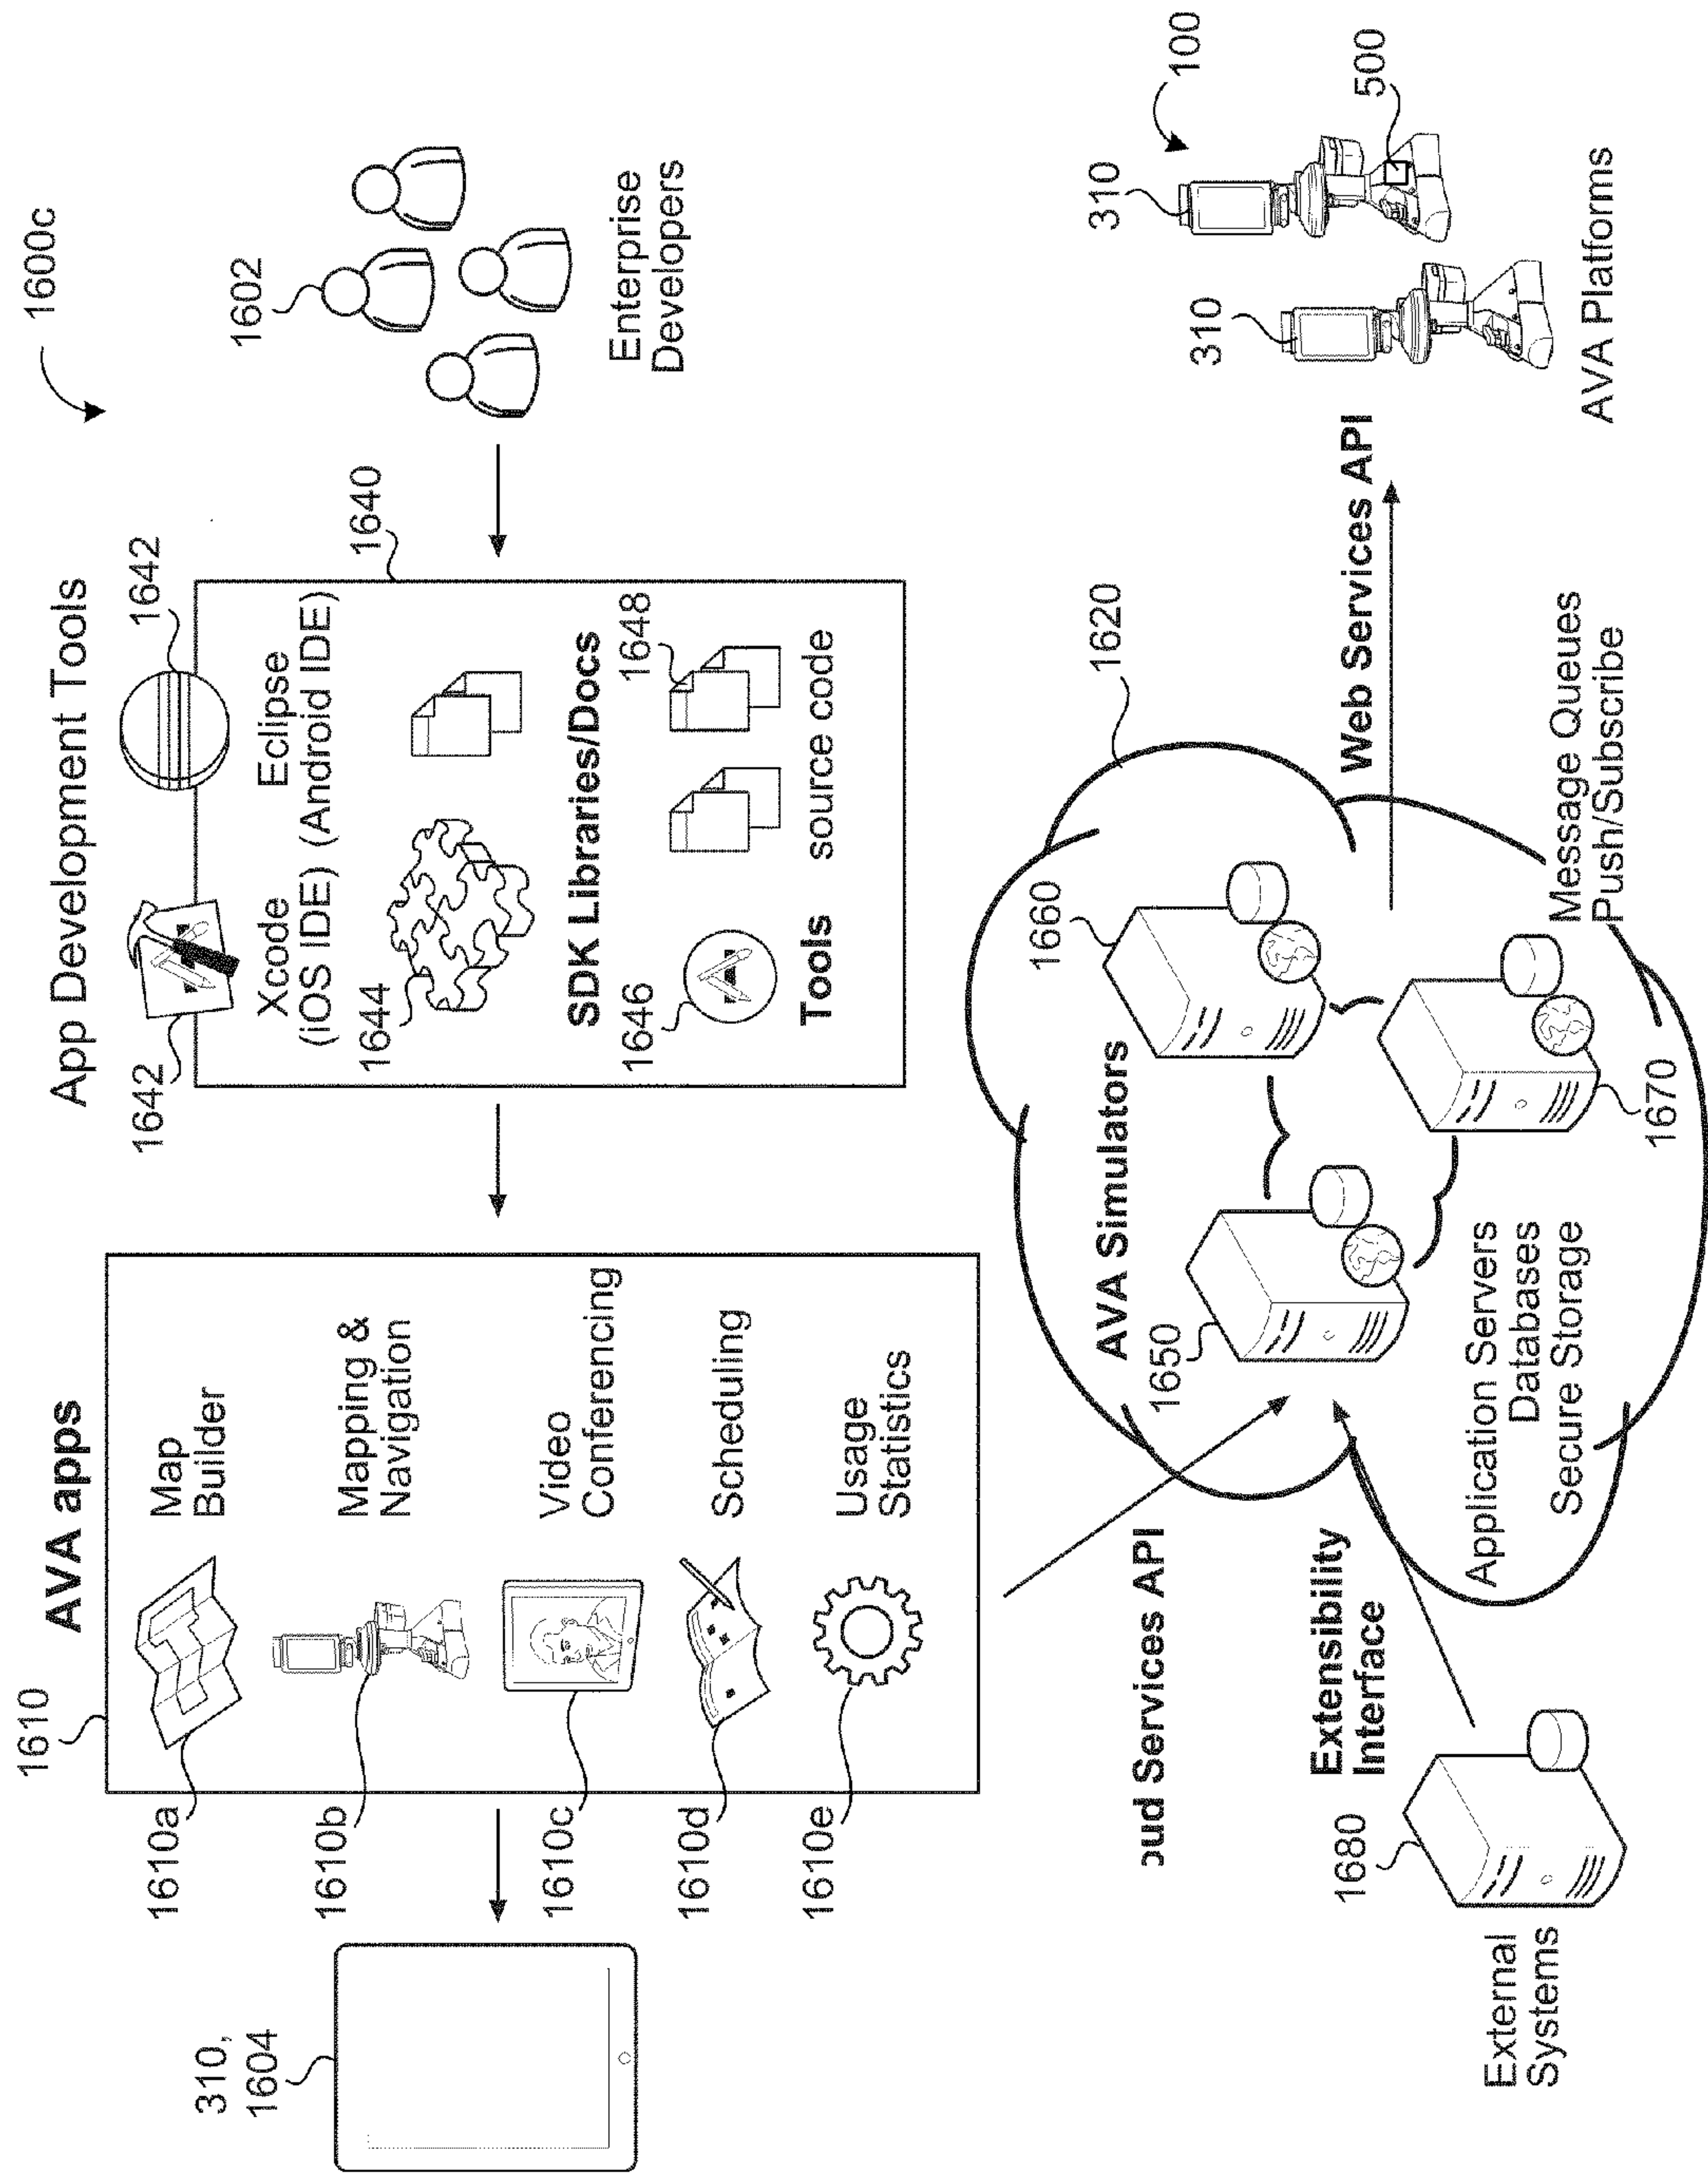 1600c
310,
1604
1610
AVA apps
1610a
Map
Builder
1610b
Mapping &
Navigation
1610c
Video
Conferencing
1610d
Scheduling
1610e
Usage
Statistics
App Development Tools
1642
1642
Xcode
(iOS IDE)
Eclipse
(Android IDE)
1640
1644
SDK Libraries/Docs
1646
1648
Tools
source code
1602
Enterprise
Developers
oud Services API
Extensibility
Interface
1680
External
Systems
AVA Simulators
1650
1660
1670
1620
Application Servers
Databases
Secure Storage
Message Queues
Push/Subscribe
Web Services API
310
310
100
500
AVA Platforms